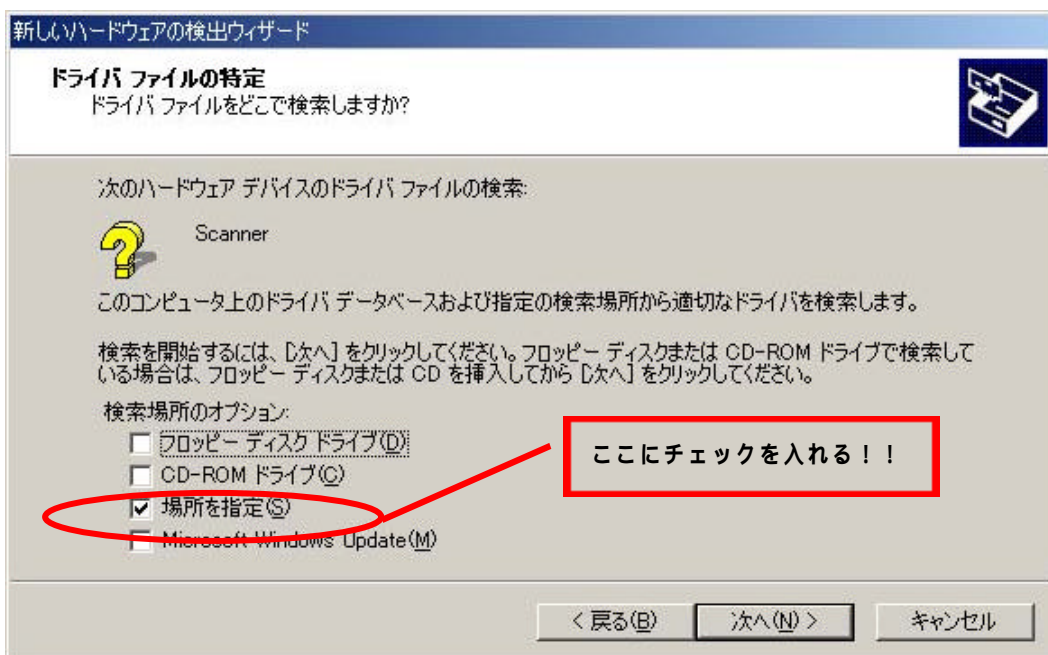 新しいハードウェアの検出ウィザード
ドライバ ファイルの特定
ドライバ ファイルをどこで検索しますか?
次のハードウェア デバイスのドライバ ファイルの検索:
Scanner
このコンピュータ上のドライバ データベースおよび指定の検索場所から適切なドライバを検索します。
検索を開始するには、[次へ] をクリックしてください。フロッピー ディスクまたは CD-ROM ドライブで検索して
いる場合は、フロッピー ディスクまたは CD を挿入してから [次へ] をクリックしてください。
検索場所のオプション:
フロッピー ディスク ドライブ(D)
CD-ROM ドライブ(C)
場所を指定(S)
Microsoft Windows Update(M)
ここにチェックを入れる！！
< 戻る(B)
次へ(N) >
キャンセル